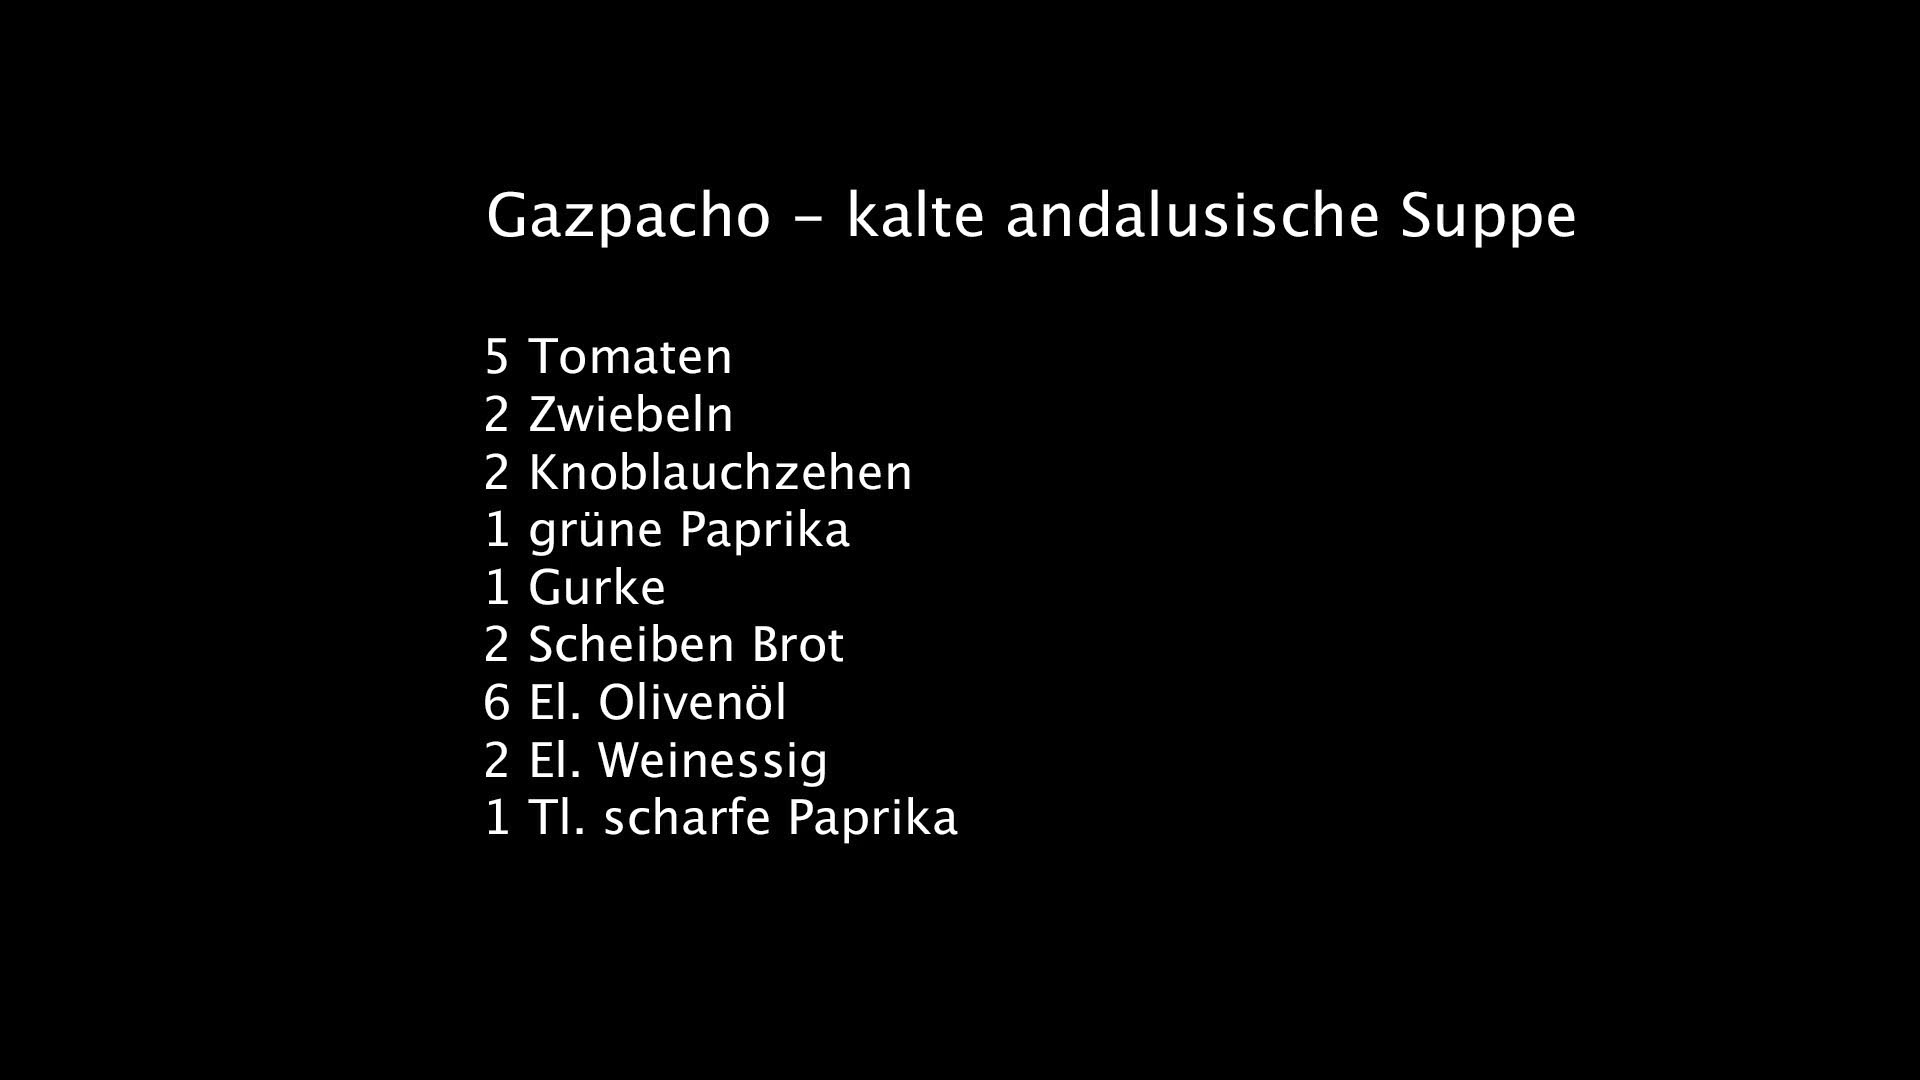 Gazpacho - kalte andalusische Suppe
5 Tomaten
2 Zwiebeln
2 Knoblauchzehen
1 grüne Paprika
1 Gurke
2 Scheiben Brot
6 El. Olivenöl
2 El. Weinessig
1 Tl. scharfe Paprika